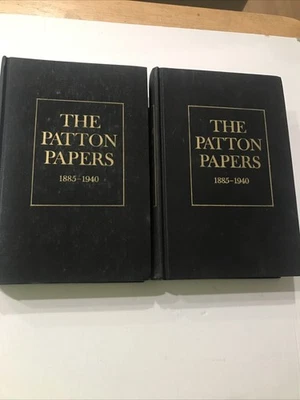 THE
PATTON
PAPERS
1885-1940
THE
PATTON
PAPERS
1885-1940